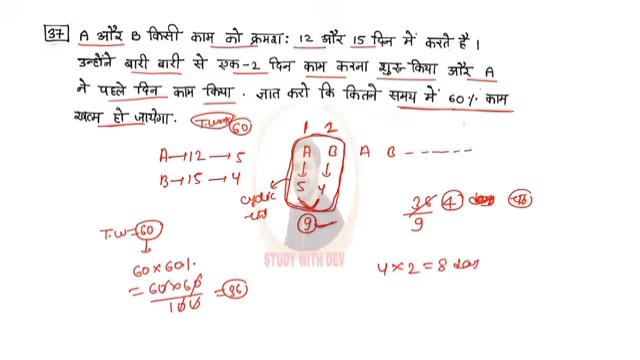 37 A और B किसी काम को क्रमश: 12 और 15 दिन में करते है।
उन्होंने बारी बारी से एक-2 दिन काम करना शुरू किया और A
ने पहले दिन काम किया. ज्ञात करो कि कितने समय में 60% काम
खत्म हो जायेगा.
T.W 60
1 2
A B A B ------
A→12→5
B→15→4
↓ ↓
5 4
cyclic
9
36/9 4
T.W=60
↓
60×60%
= 60×60/100 = 36
4×2=8 days
STUDY WITH DEV